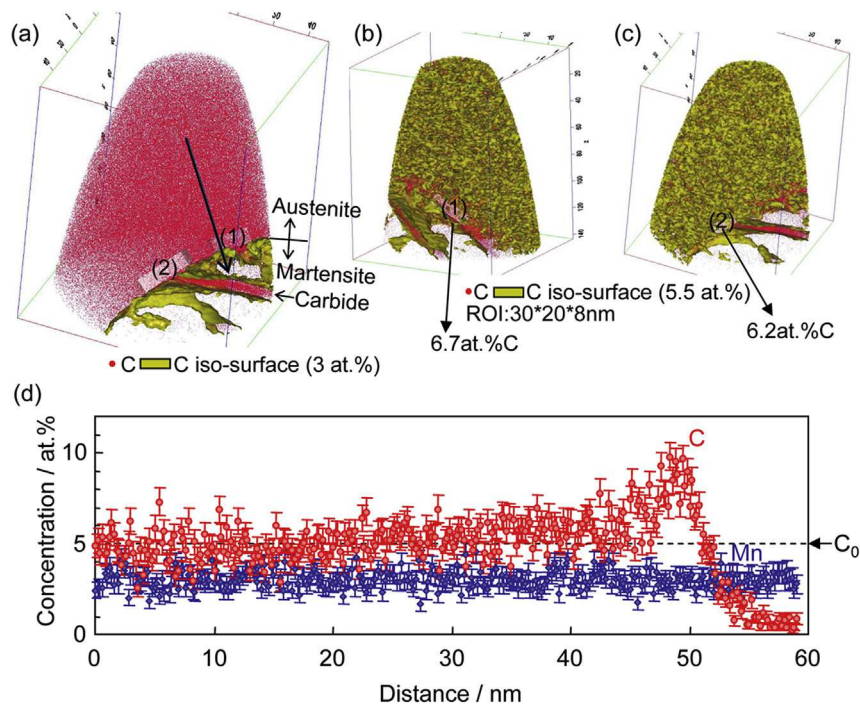 (a)
(b)
(c)
(1)
(2)
Austenite
Martensite
Carbide
• C C iso-surface (3 at.%)
(1)
(2)
• C C iso-surface (5.5 at.%)
ROI:30*20*8nm
6.7at.%C
6.2at.%C
(d)
Concentration / at.%
10
5
0
C
Mn
C₀
0 10 20 30 40 50 60
Distance / nm